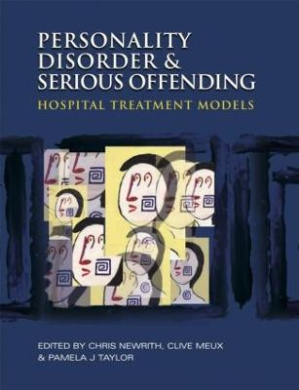 PERSONALITY
DISORDER &
SERIOUS OFFENDING
HOSPITAL TREATMENT MODELS
EDITED BY CHRIS NEWRITH, CLIVE MEUX
& PAMELA J TAYLOR